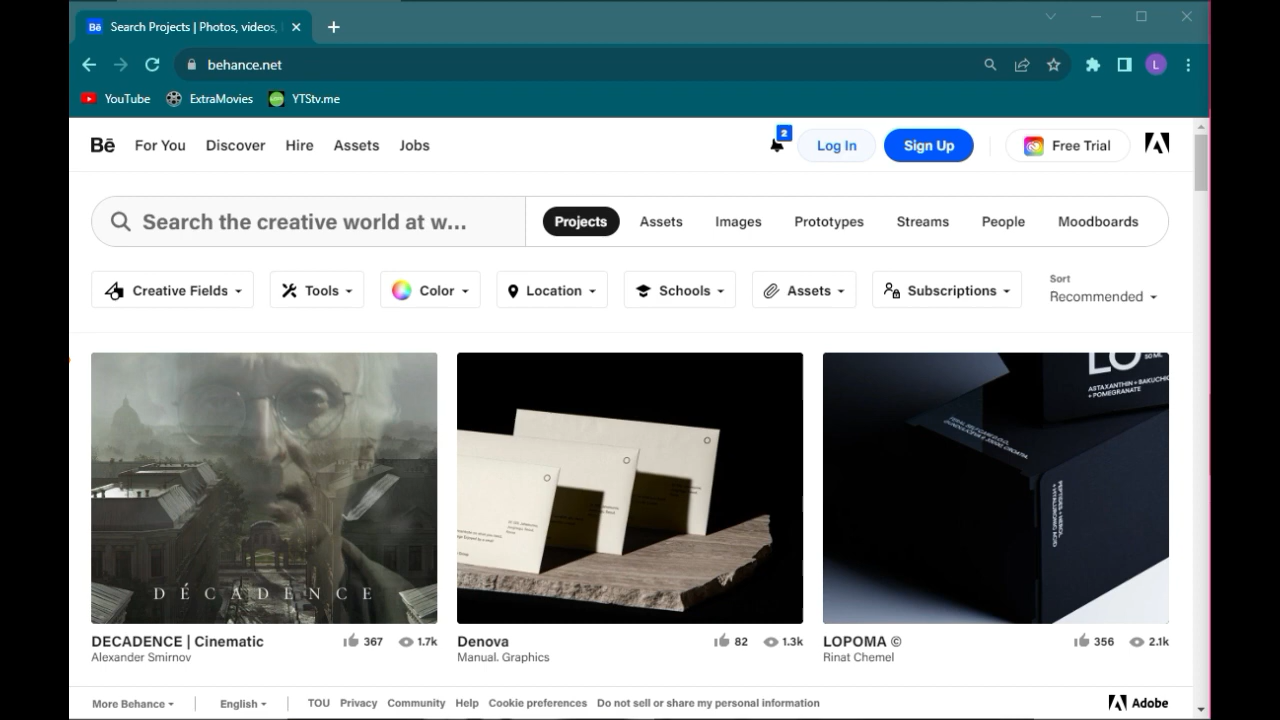 Bē Search Projects | Photos, videos,
behance.net
L
YouTube ExtraMovies YTStv.me
Bē For You Discover Hire Assets Jobs 2 Log In Sign Up Free Trial
Search the creative world at w... Projects Assets Images Prototypes Streams People Moodboards
Creative Fields Tools Color Location Schools Assets Subscriptions
Sort
Recommended
DÉCADENCE
LO
50 ML
ASTAXANTHIN + BAKUCHIO
+ POMEGRANATE
DECADENCE | Cinematic 367 1.7k
Alexander Smirnov
Denova 82 1.3k
Manual. Graphics
LOPOMA © 356 2.1k
Rinat Chemel
More Behance English TOU Privacy Community Help Cookie preferences Do not sell or share my personal information Adobe